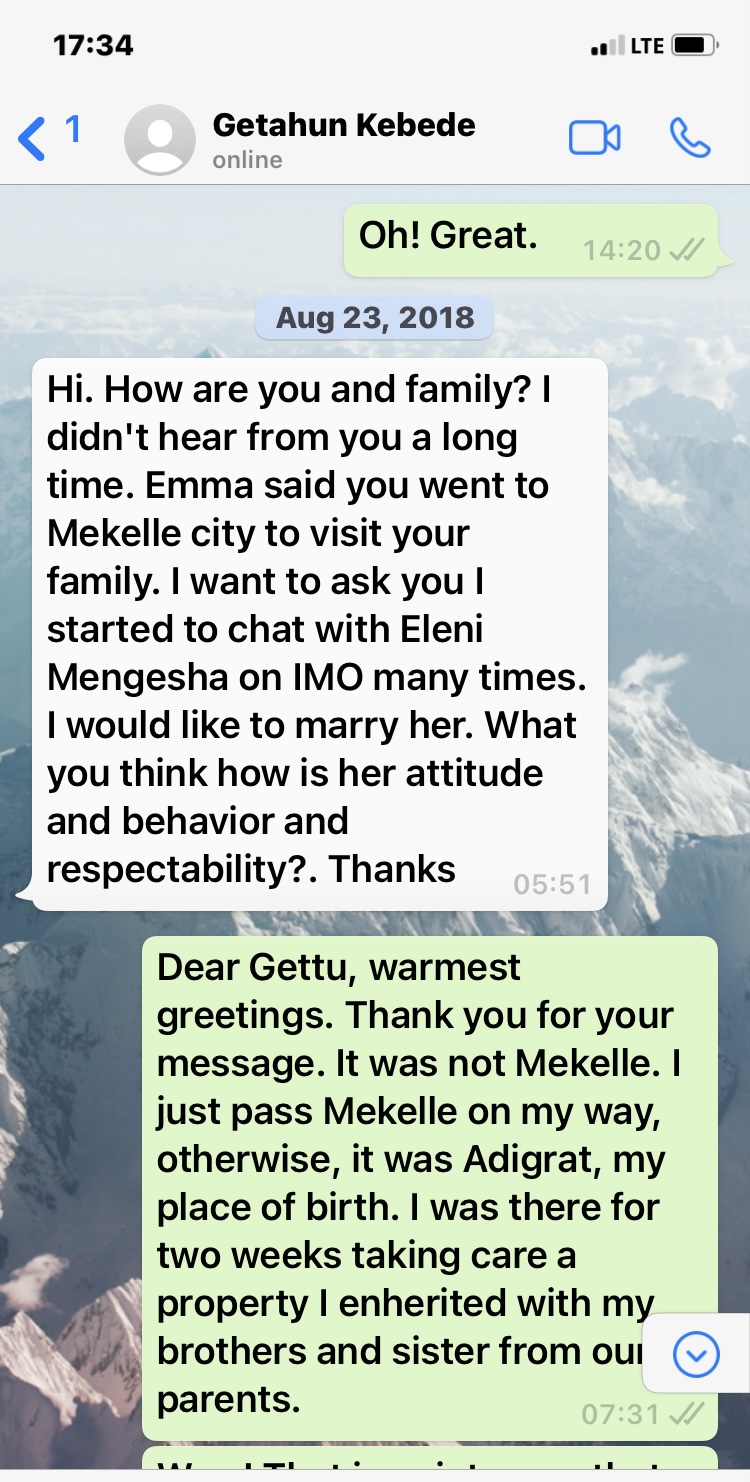 17:34
LTE
1
Getahun Kebede
online
Oh! Great.
14:20
Aug 23, 2018
Hi. How are you and family? I
didn't hear from you a long
time. Emma said you went to
Mekelle city to visit your
family. I want to ask you I
started to chat with Eleni
Mengesha on IMO many times.
I would like to marry her. What
you think how is her attitude
and behavior and
respectability?. Thanks
05:51
Dear Gettu, warmest
greetings. Thank you for your
message. It was not Mekelle. I
just pass Mekelle on my way,
otherwise, it was Adigrat, my
place of birth. I was there for
two weeks taking care a
property I enherited with my
brothers and sister from our
parents.
07:31